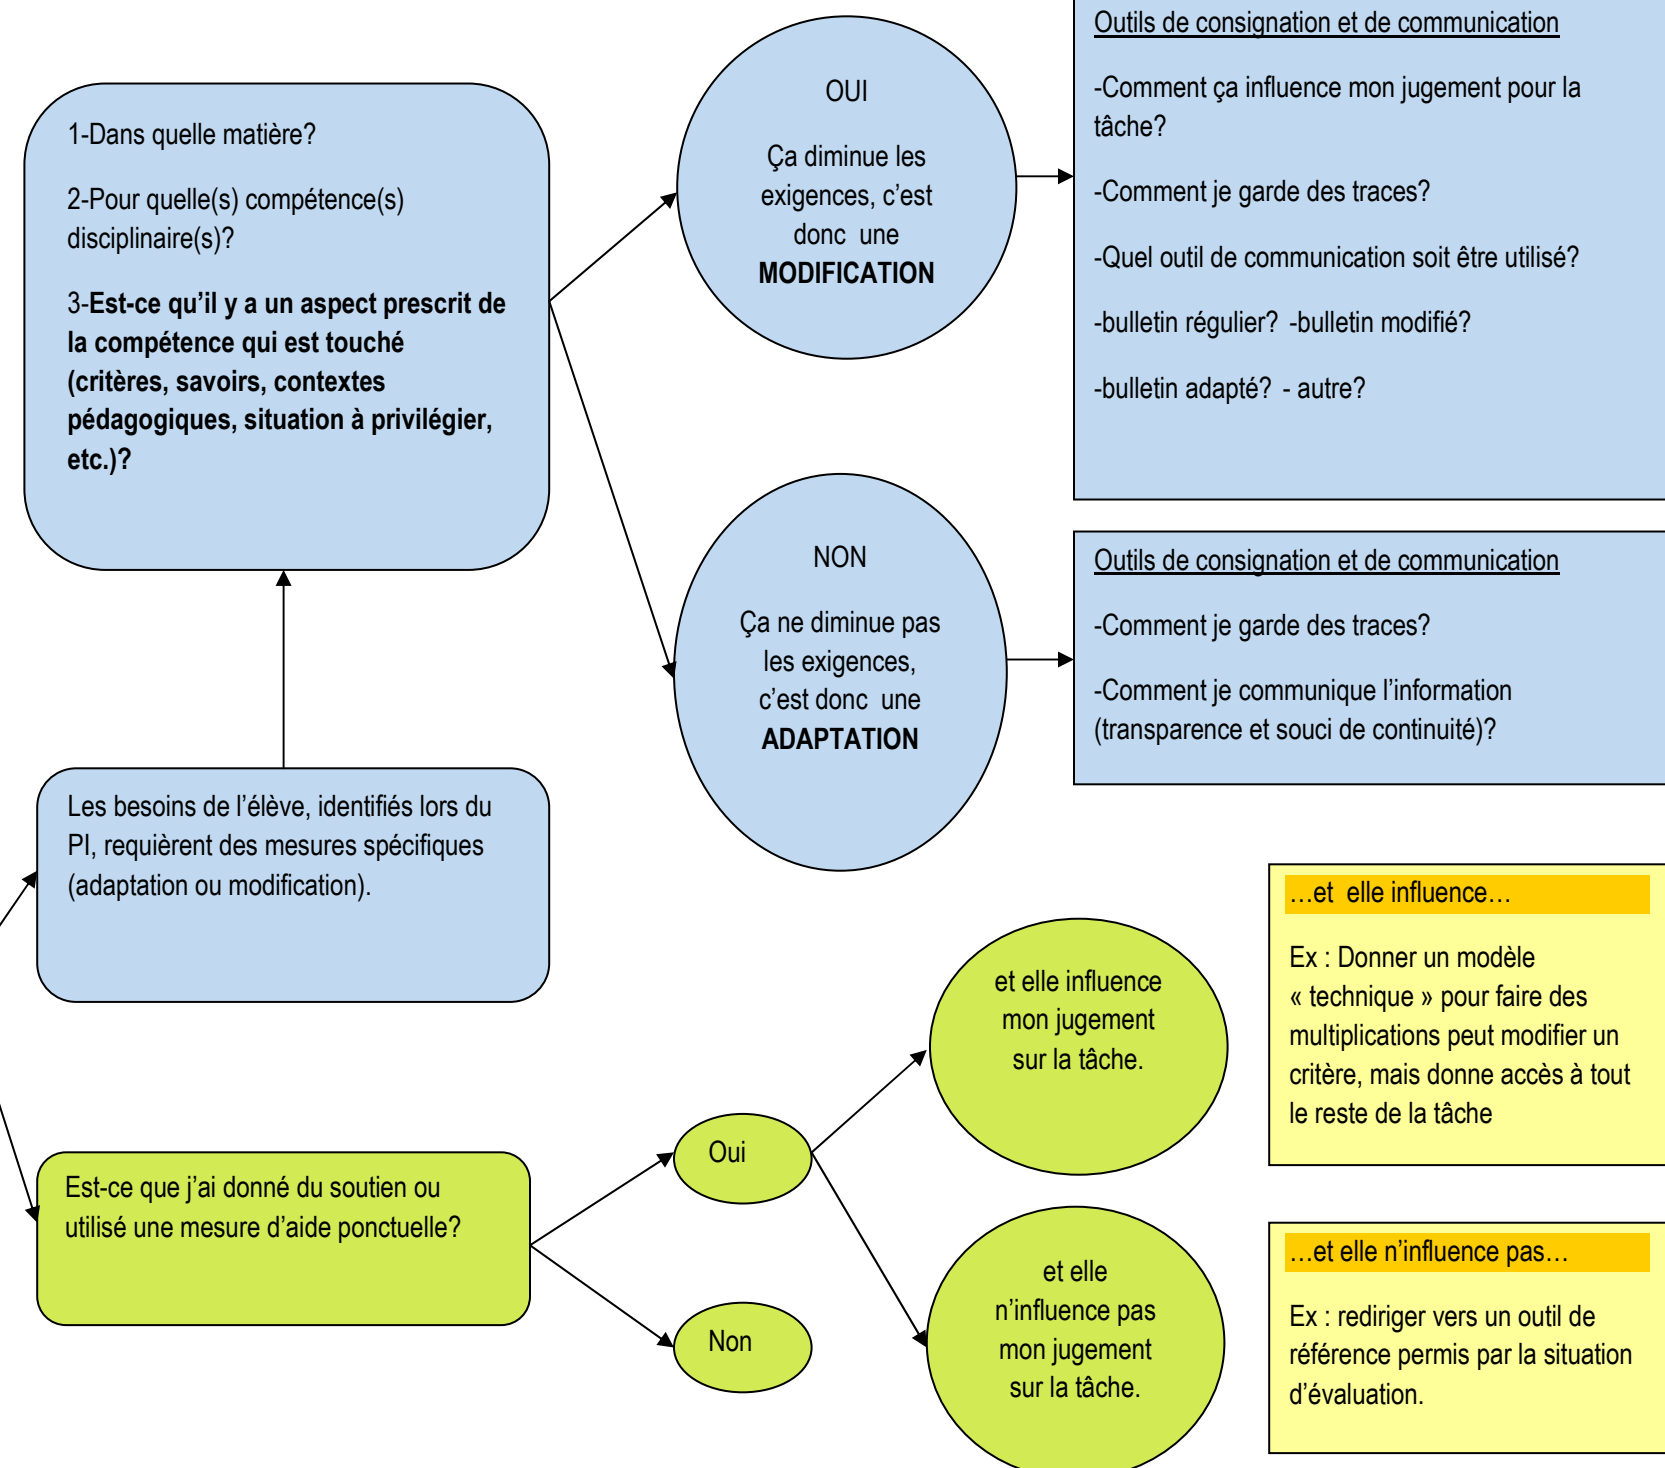 1-Dans quelle matière?
2-Pour quelle(s) compétence(s)
disciplinaire(s)?
3-Est-ce qu’il y a un aspect prescrit de
la compétence qui est touché
(critères, savoirs, contextes
pédagogiques, situation à privilégier,
etc.)?
OUI
Ça diminue les
exigences, c’est
donc une
MODIFICATION
Outils de consignation et de communication
-Comment ça influence mon jugement pour la
tâche?
-Comment je garde des traces?
-Quel outil de communication soit être utilisé?
-bulletin régulier? -bulletin modifié?
-bulletin adapté? - autre?
NON
Ça ne diminue pas
les exigences,
c’est donc une
ADAPTATION
Outils de consignation et de communication
-Comment je garde des traces?
-Comment je communique l’information
(transparence et souci de continuité)?
Les besoins de l’élève, identifiés lors du
PI, requièrent des mesures spécifiques
(adaptation ou modification).
Est-ce que j’ai donné du soutien ou
utilisé une mesure d’aide ponctuelle?
Oui
Non
et elle influence
mon jugement
sur la tâche.
et elle
n’influence pas
mon jugement
sur la tâche.
…et elle influence…
Ex : Donner un modèle
« technique » pour faire des
multiplications peut modifier un
critère, mais donne accès à tout
le reste de la tâche
…et elle n’influence pas…
Ex : rediriger vers un outil de
référence permis par la situation
d’évaluation.